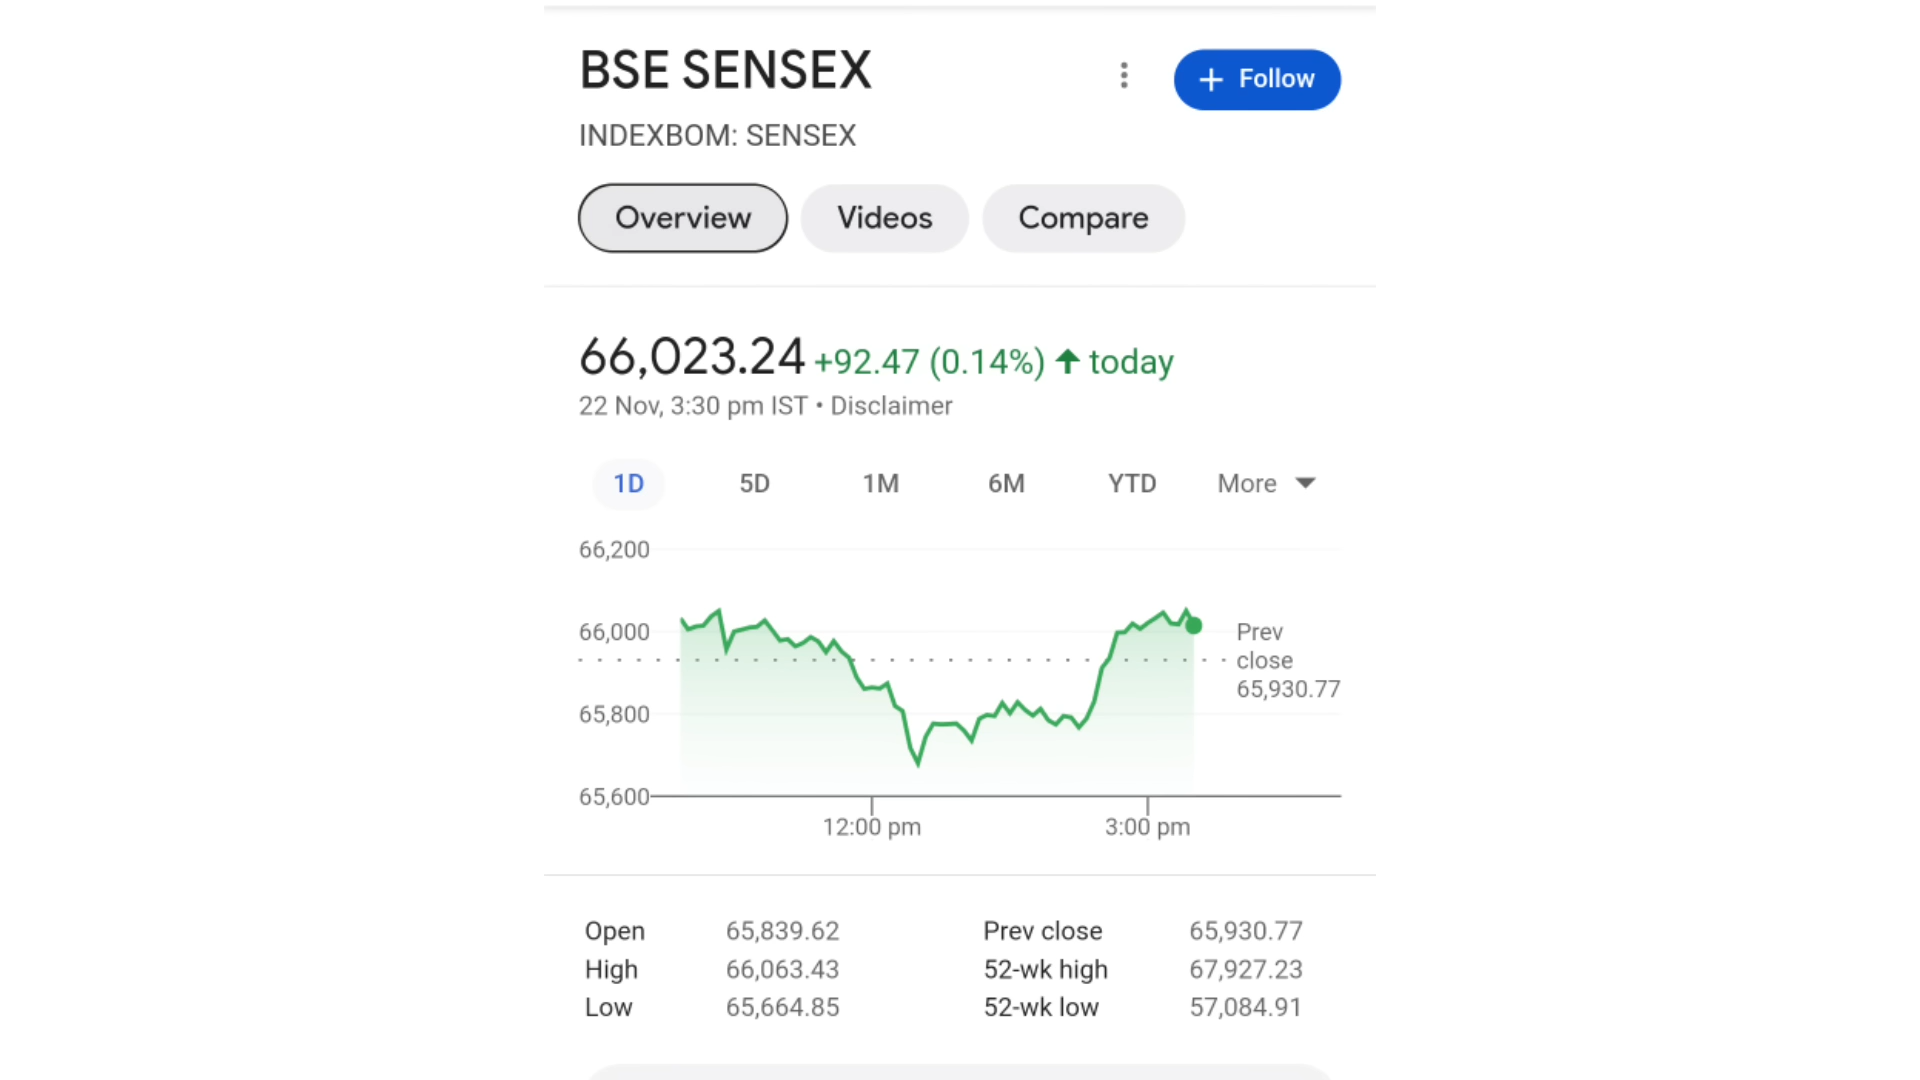 BSE SENSEX
+ Follow
INDEXBOM: SENSEX
Overview Videos Compare
66,023.24 +92.47 (0.14%) ↑ today
22 Nov, 3:30 pm IST • Disclaimer
1D 5D 1M 6M YTD More
66,200
66,000
65,800
65,600
Prev
close
65,930.77
12:00 pm 3:00 pm
Open 65,839.62 Prev close 65,930.77
High 66,063.43 52-wk high 67,927.23
Low 65,664.85 52-wk low 57,084.91